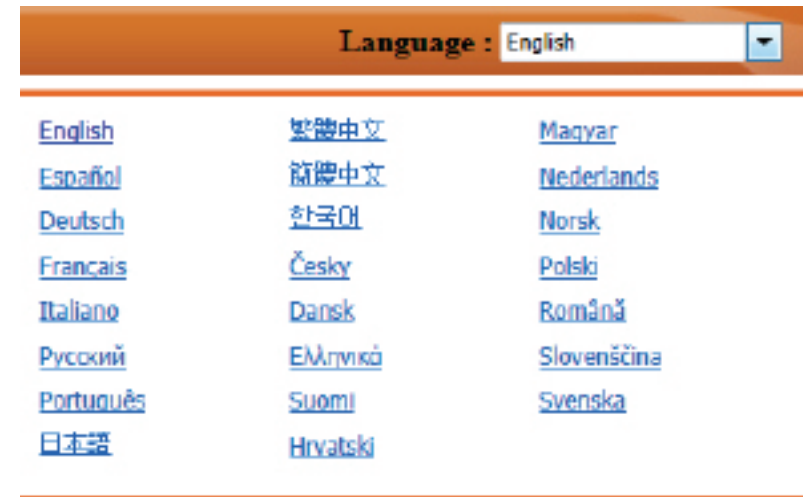 Language : English
English
Español
Deutsch
Français
Italiano
Русский
Português
日本語
繁體中文
簡體中文
한국어
Česky
Dansk
Ελληνικά
Suomi
Hrvatski
Magyar
Nederlands
Norsk
Polski
Română
Slovenščina
Svenska